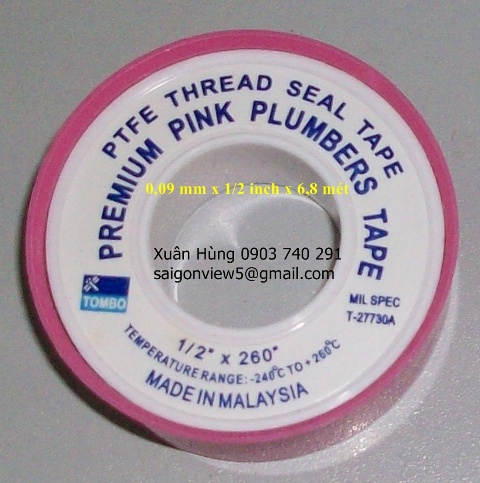 PTFE THREAD SEAL TAPE
PREMIUM PINK PLUMBERS TAPE
0,09 mm x 1/2 inch x 6,8 mét
Xuân Hùng 0903 740 291
saigonview5@gmail.com
TOMBO
MIL SPEC
T-27730A
1/2" x 260"
TEMPERATURE RANGE: -240°C TO + 260°C
MADE IN MALAYSIA